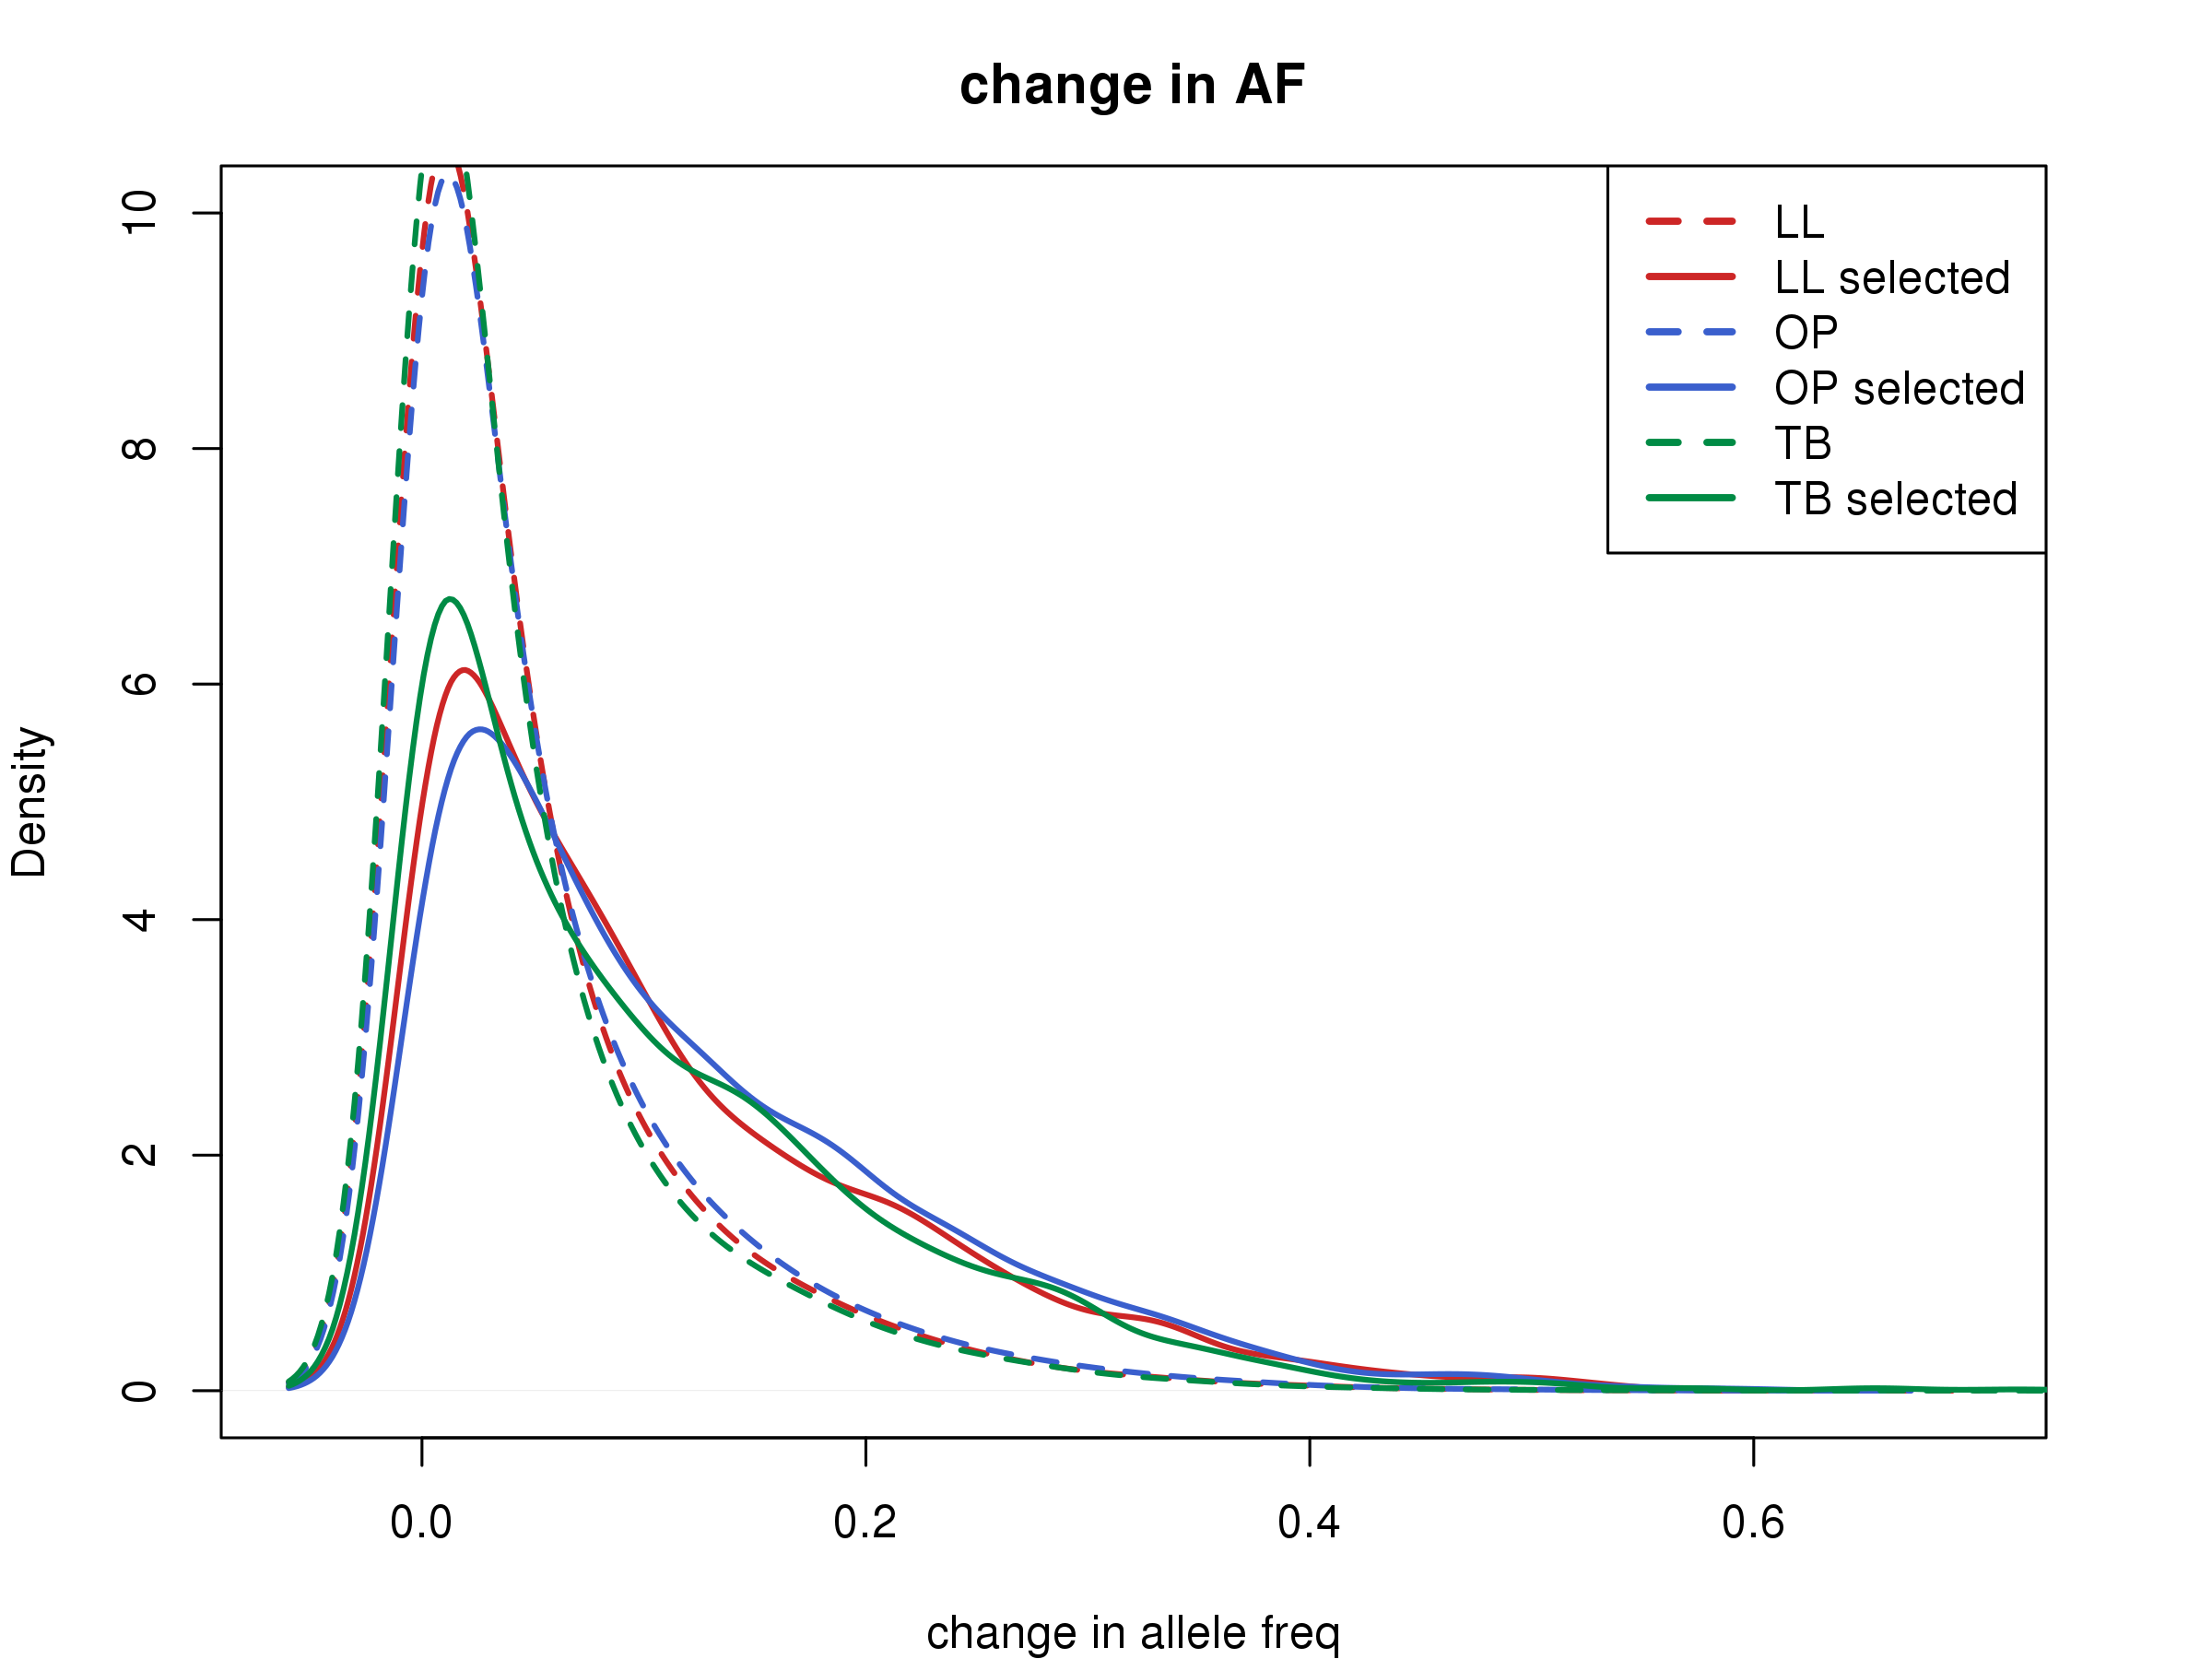 change in AF
LL
LL selected
OP
OP selected
TB
TB selected
Density
10
8
6
4
2
0
0.0
0.2
0.4
0.6
change in allele freq